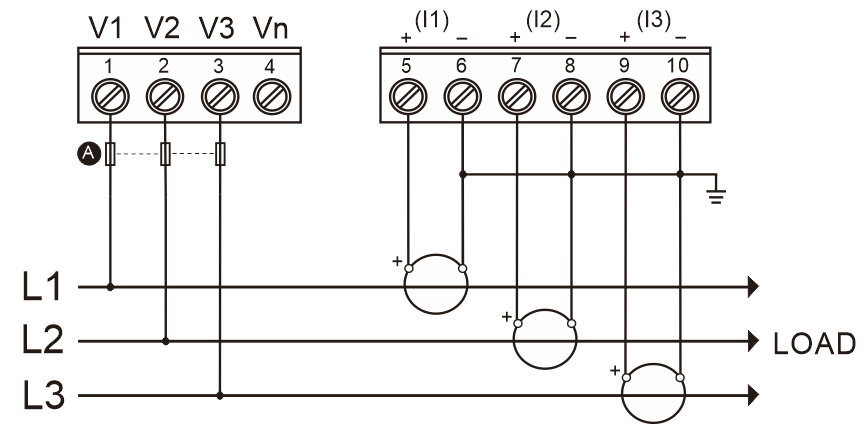 V1 V2 V3 Vn (I1) (I2) (I3)
+ − + − + −
1 2 3 4 5 6 7 8 9 10
A
+
L1
+
L2 LOAD
+
L3